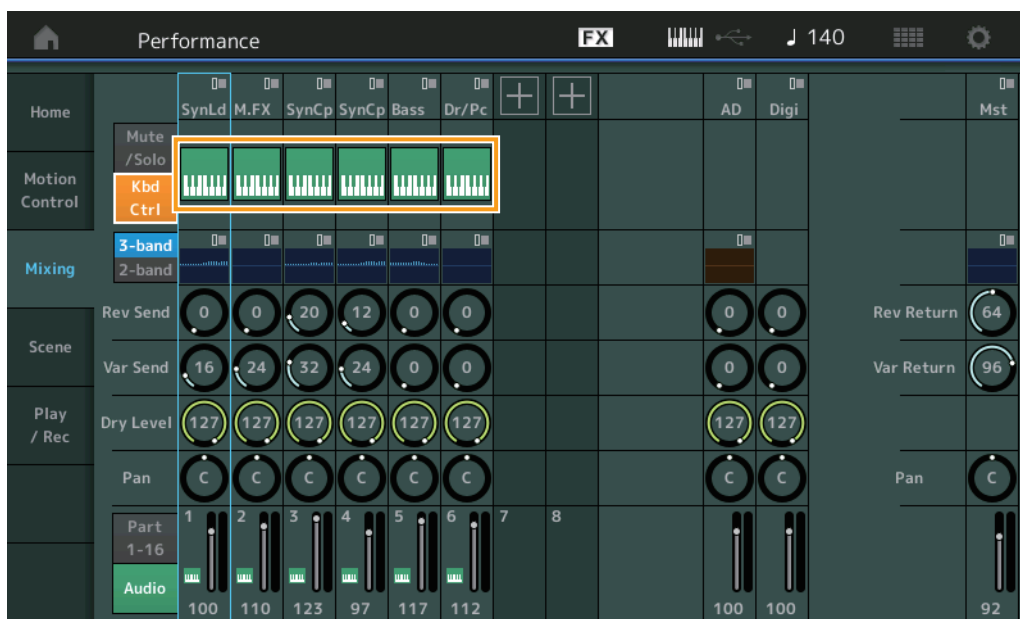 Performance
FX
140
SynLd M.FX SynCp SynCp Bass Dr/Pc AD Digi Mst
Home
Mute
/Solo
Kbd
Ctrl
Motion
Control
3-band
2-band
Mixing
Rev Send 0 0 20 12 0 0 0 0 Rev Return 64
Scene
Var Send 16 24 32 24 0 0 0 0 Var Return 96
Play
/ Rec
Dry Level 127 127 127 127 127 127 127 127
Pan C C C C C C C C Pan C
Part
1-16
1 2 3 4 5 6 7 8
Audio
100 110 123 97 117 112 100 100 92